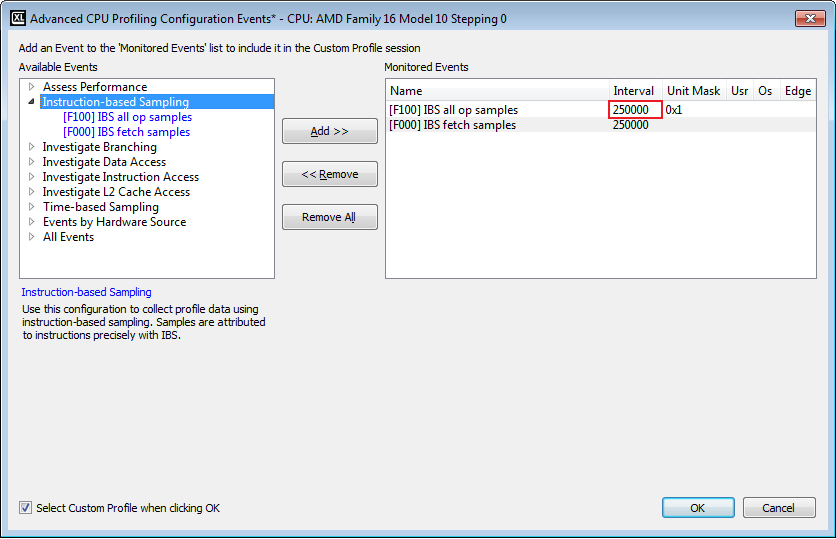 XL Advanced CPU Profiling Configuration Events* - CPU: AMD Family 16 Model 10 Stepping 0
Add an Event to the 'Monitored Events' list to include it in the Custom Profile session
Available Events
Assess Performance
Instruction-based Sampling
[F100] IBS all op samples
[F000] IBS fetch samples
Investigate Branching
Investigate Data Access
Investigate Instruction Access
Investigate L2 Cache Access
Time-based Sampling
Events by Hardware Source
All Events
Instruction-based Sampling
Use this configuration to collect profile data using
instruction-based sampling. Samples are attributed
to instructions precisely with IBS.
Add >>
<< Remove
Remove All
Monitored Events
Name Interval Unit Mask Usr Os Edge
[F100] IBS all op samples 250000 0x1
[F000] IBS fetch samples 250000
Select Custom Profile when clicking OK
OK Cancel